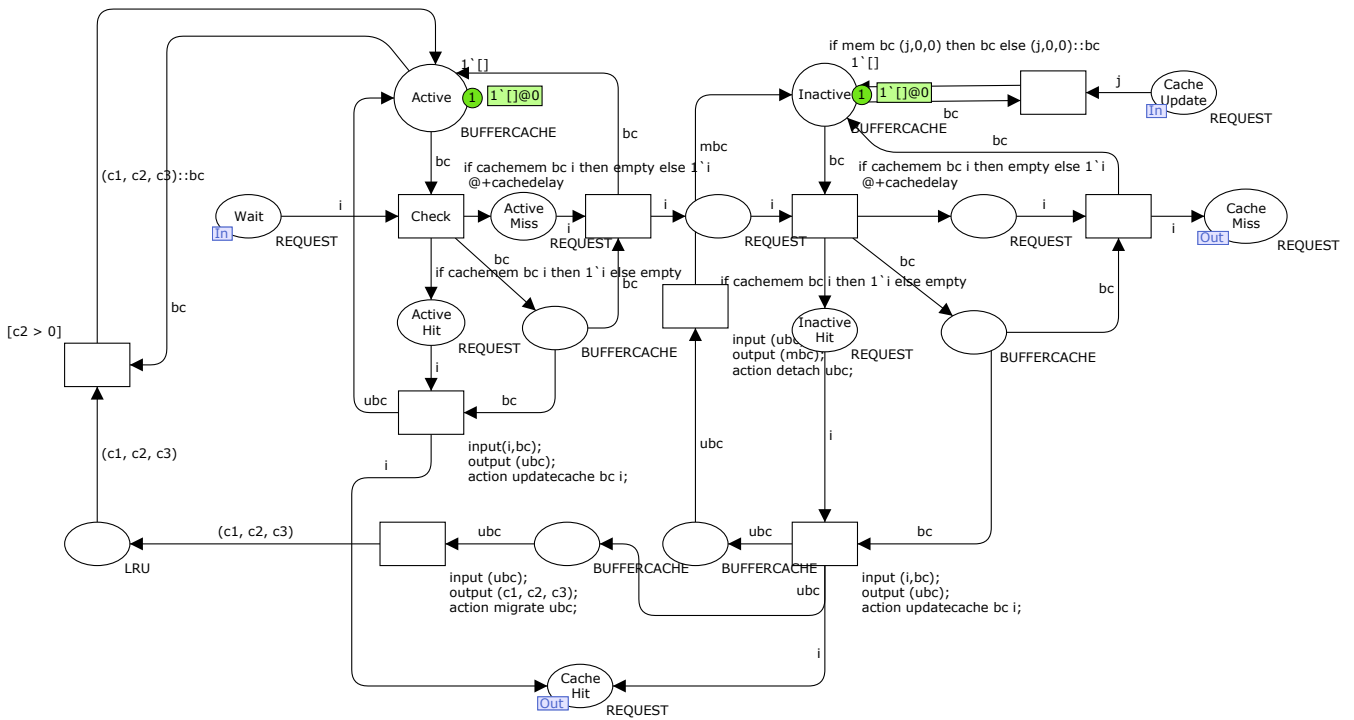 if mem bc (j,0,0) then bc else (j,0,0)::bc
1`[]
1`[]
Active
1
1`[]@0
BUFFERCACHE
Inactive
1
1`[]@0
BUFFERCACHE
bc
j
Cache
Update
In
REQUEST
bc
mbc
bc
(c1, c2, c3)::bc
bc
if cachemem bc i then empty else 1`i
@+cachedelay
bc
if cachemem bc i then empty else 1`i
@+cachedelay
Wait
In
REQUEST
i
Check
Active
Miss
REQUEST
i
i
REQUEST
i
REQUEST
i
i
Cache
Miss
Out
REQUEST
bc
if cachemem bc i then 1`i else empty
bc
bc
if cachemem bc i then 1`i else empty
bc
bc
[c2 > 0]
Active
Hit
REQUEST
BUFFERCACHE
Inactive
Hit
REQUEST
BUFFERCACHE
input (ubc
output (mbc);
action detach ubc;
i
ubc
bc
input(i,bc);
output (ubc);
action updatecache bc i;
i
i
ubc
(c1, c2, c3)
(c1, c2, c3)
LRU
ubc
BUFFERCACHE
ubc
BUFFERCACHE
bc
input (ubc);
output (c1, c2, c3);
action migrate ubc;
ubc
input (i,bc);
output (ubc);
action updatecache bc i;
i
Cache
Hit
Out
REQUEST